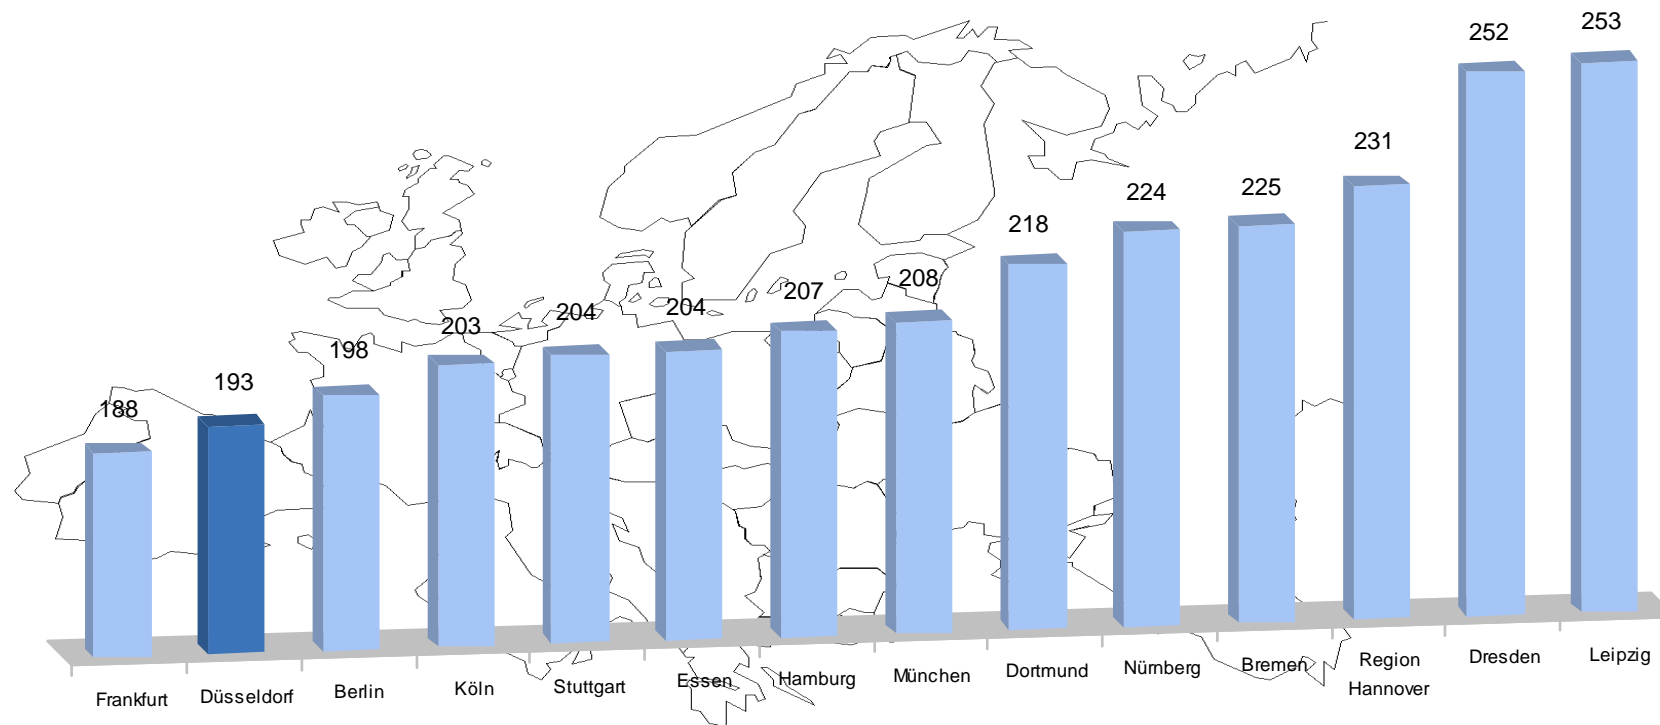 188
193
198
203
204
204
207
208
218
224
225
231
252
253
Frankfurt
Düsseldorf
Berlin
Köln
Stuttgart
Essen
Hamburg
München
Dortmund
Nürnberg
Bremen
Region
Hannover
Dresden
Leipzig